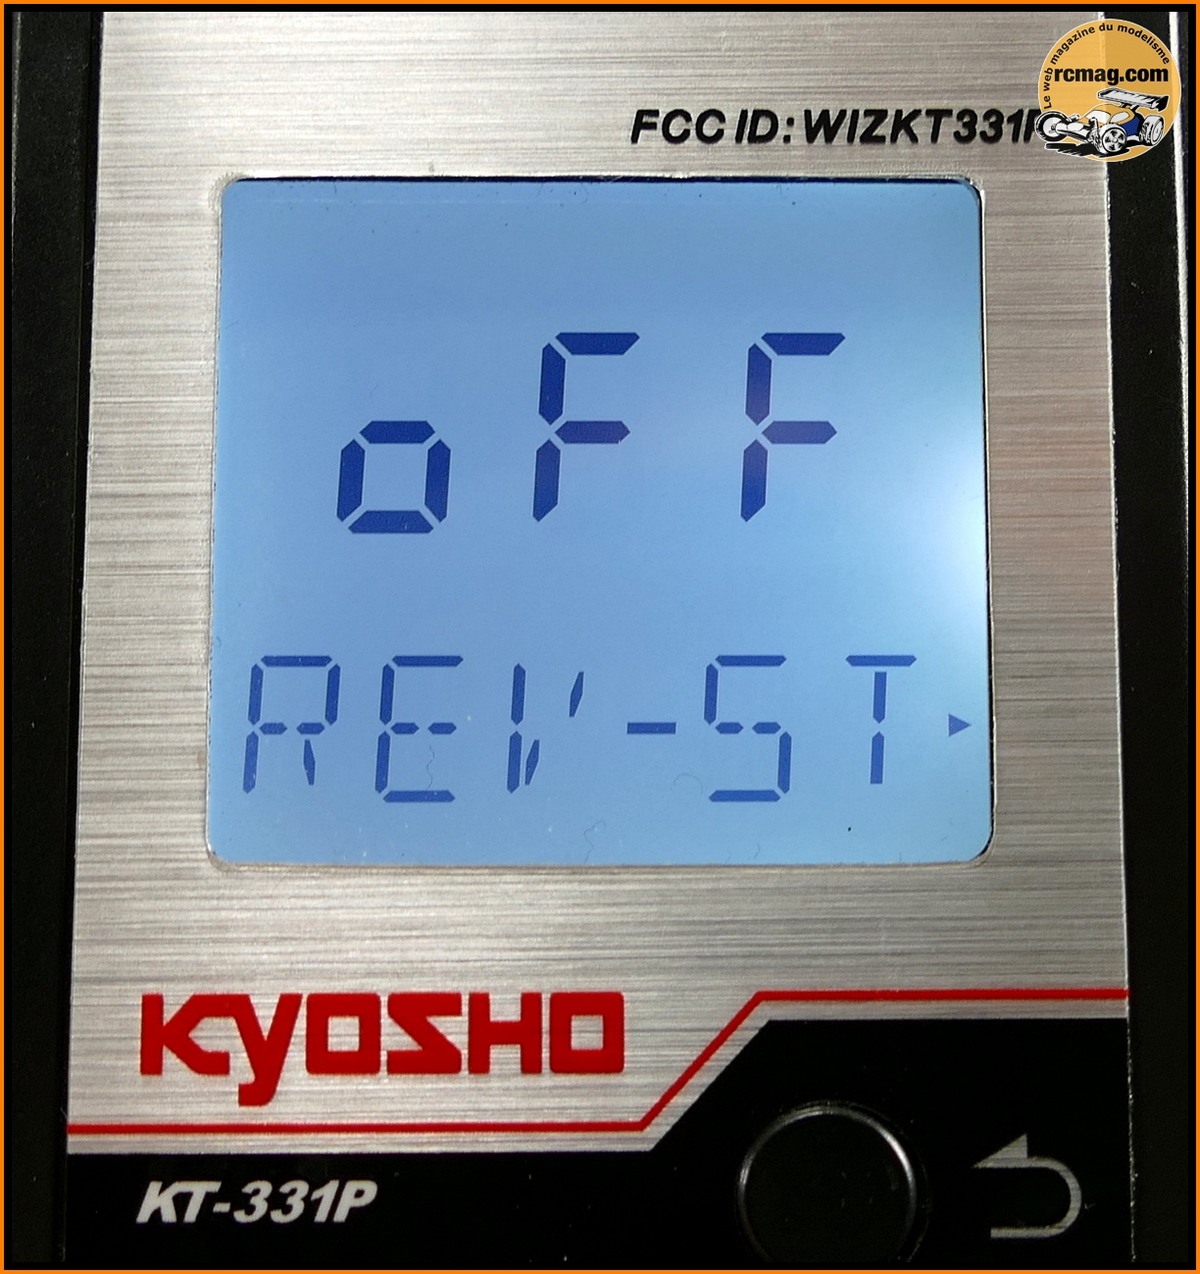 Le web magazine du modelisme
rcmag.com
FCC ID: WIZKT331P
oFF
REV-ST
KYOSHO
KT-331P